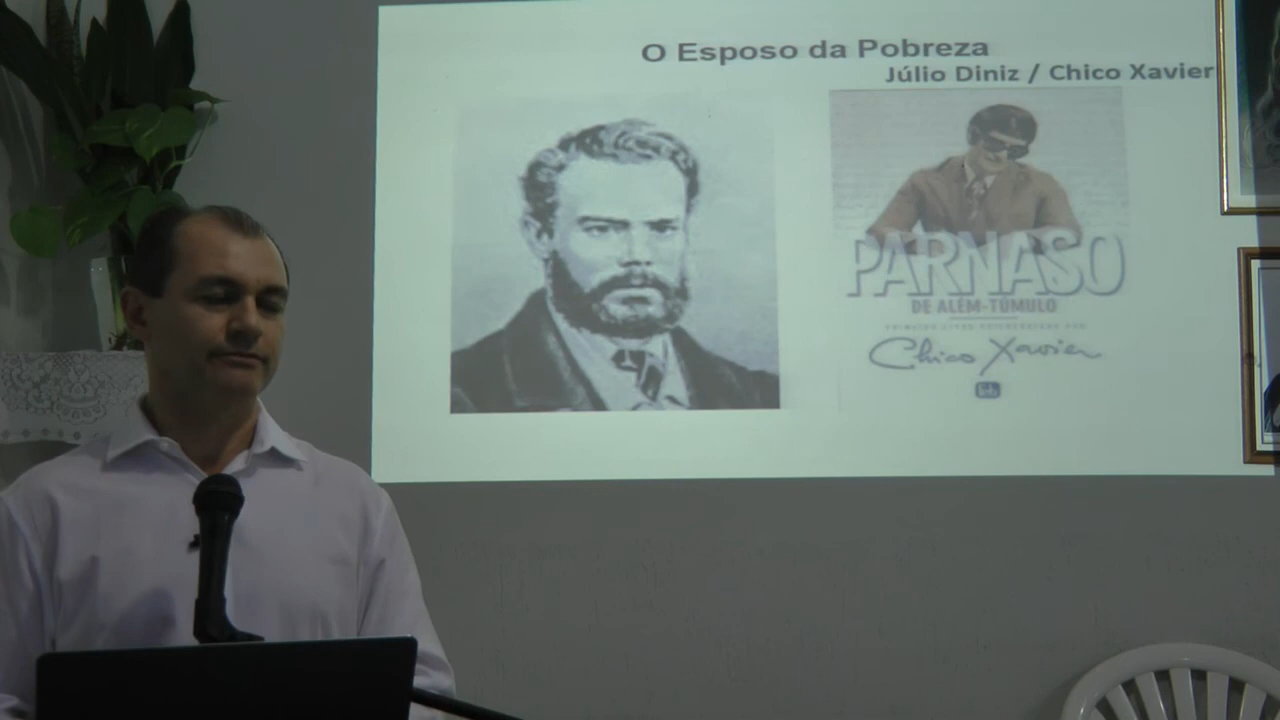 O Esposo da Pobreza
Júlio Diniz / Chico Xavier
PARNASO
DE ALÉM-TÚMULO
Chico Xavier